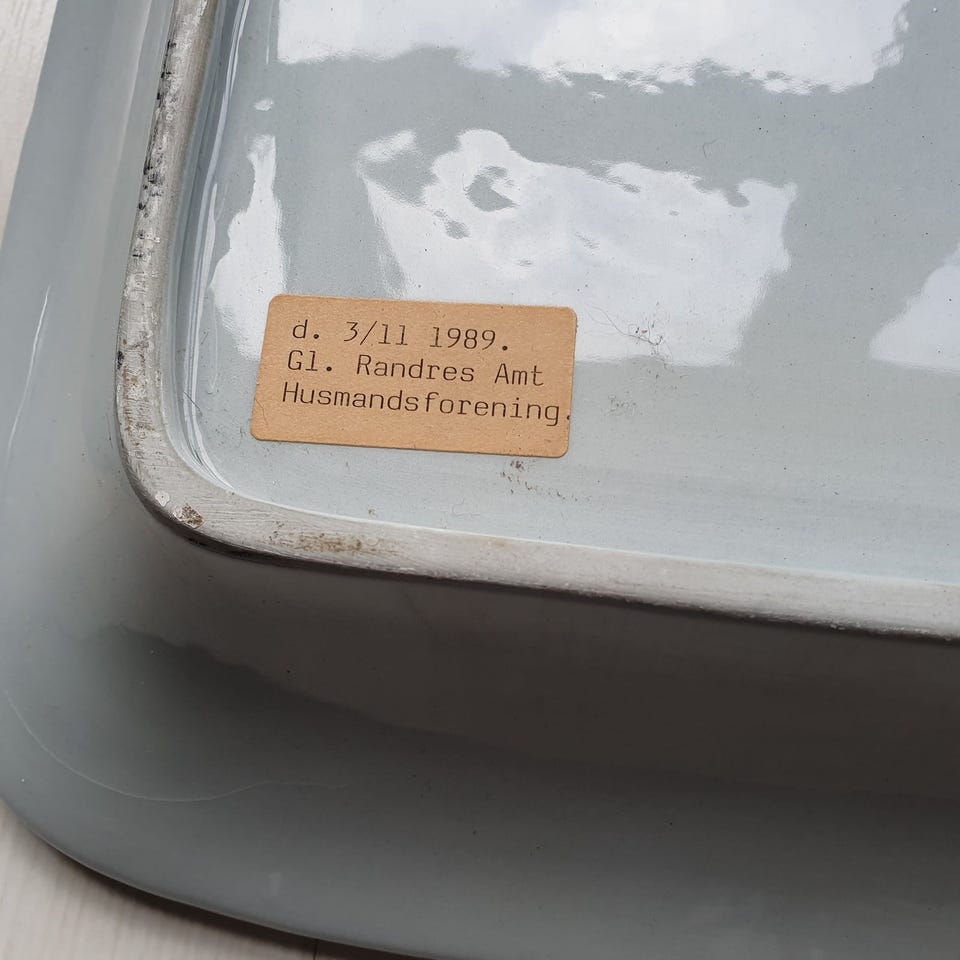 d. 3/11 1989.
Gl. Randres Amt
Husmandsforening.